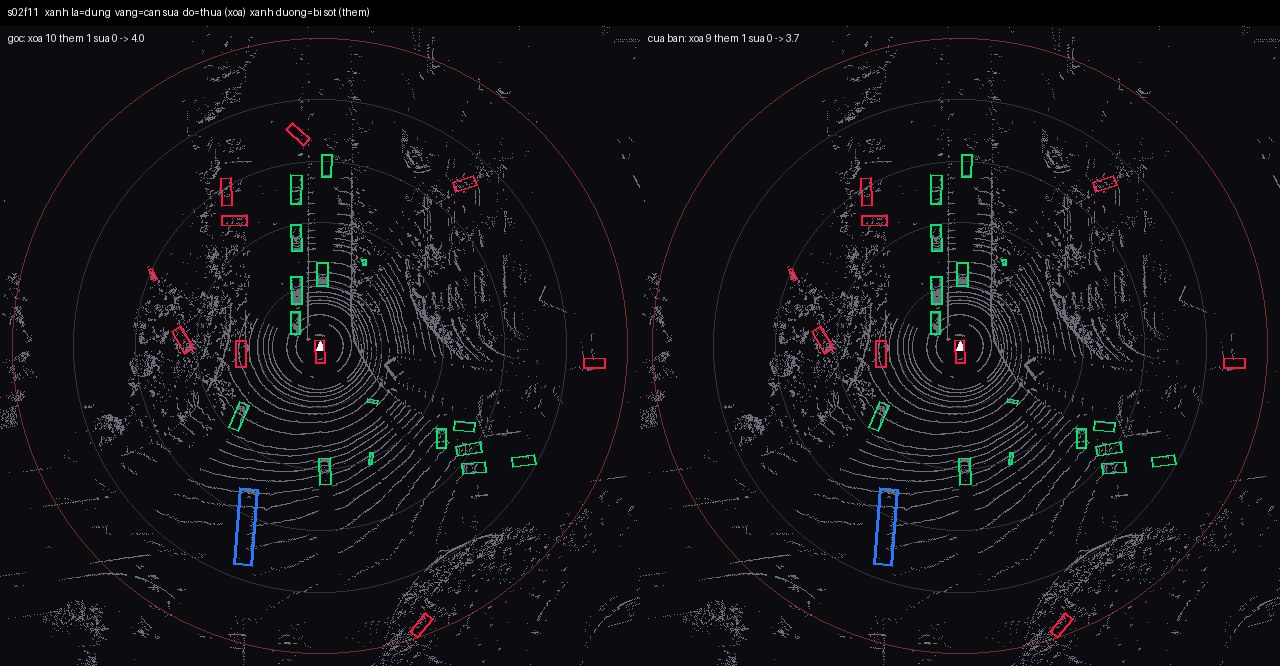 s02f11 xanh la=dung vang=can sua do=thua (xoa) xanh duong=bi sot (them)
goc: xoa 10 them 1 sua 0 -> 4.0
cua ban: xoa 9 them 1 sua 0 -> 3.7